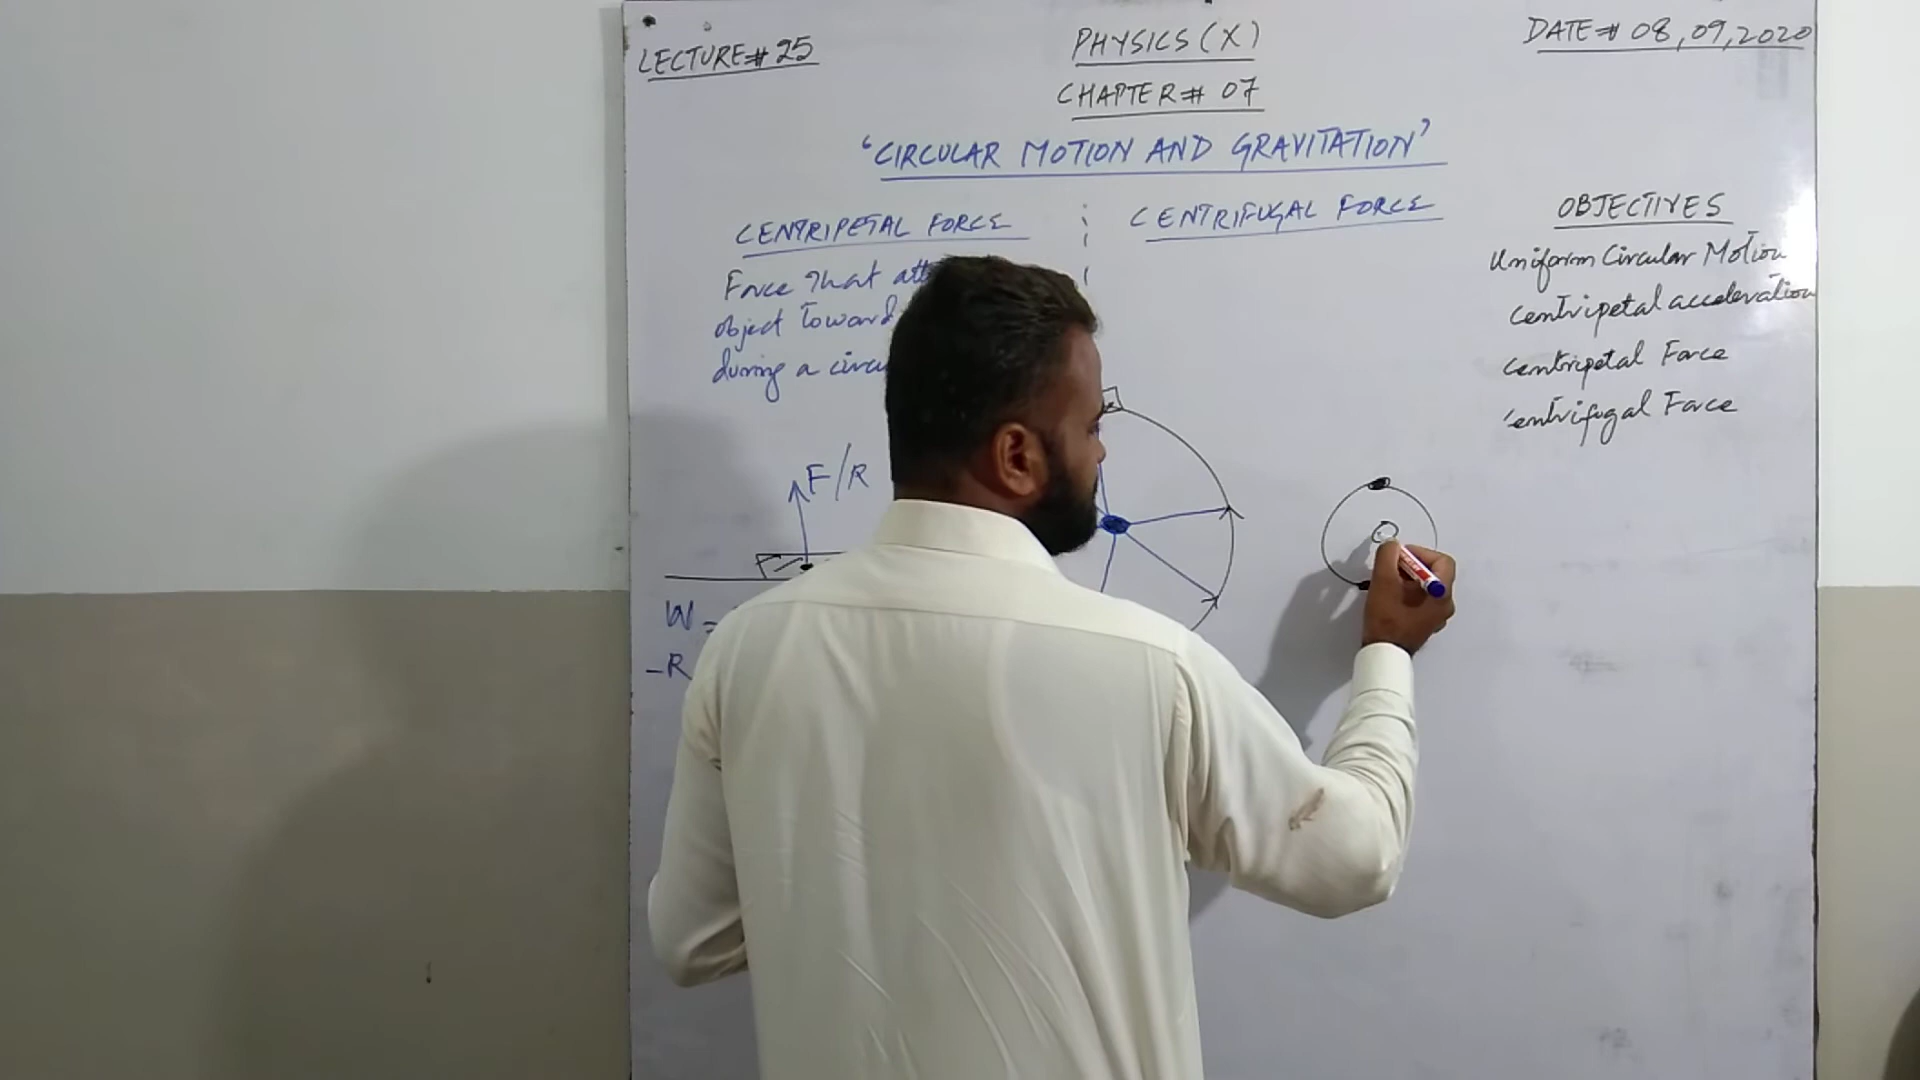 LECTURE# 25
PHYSICS (X)
DATE# 08,09,2020
CHAPTER# 07
'CIRCULAR MOTION AND GRAVITATION'
CENTRIPETAL FORCE
Force that
object toward
during a
F/R
W =
-R
CENTRIFUGAL FORCE
OBJECTIVES
Uniform Circular Motion
Centripetal acceleration
Centripetal Force
Centrifugal Force